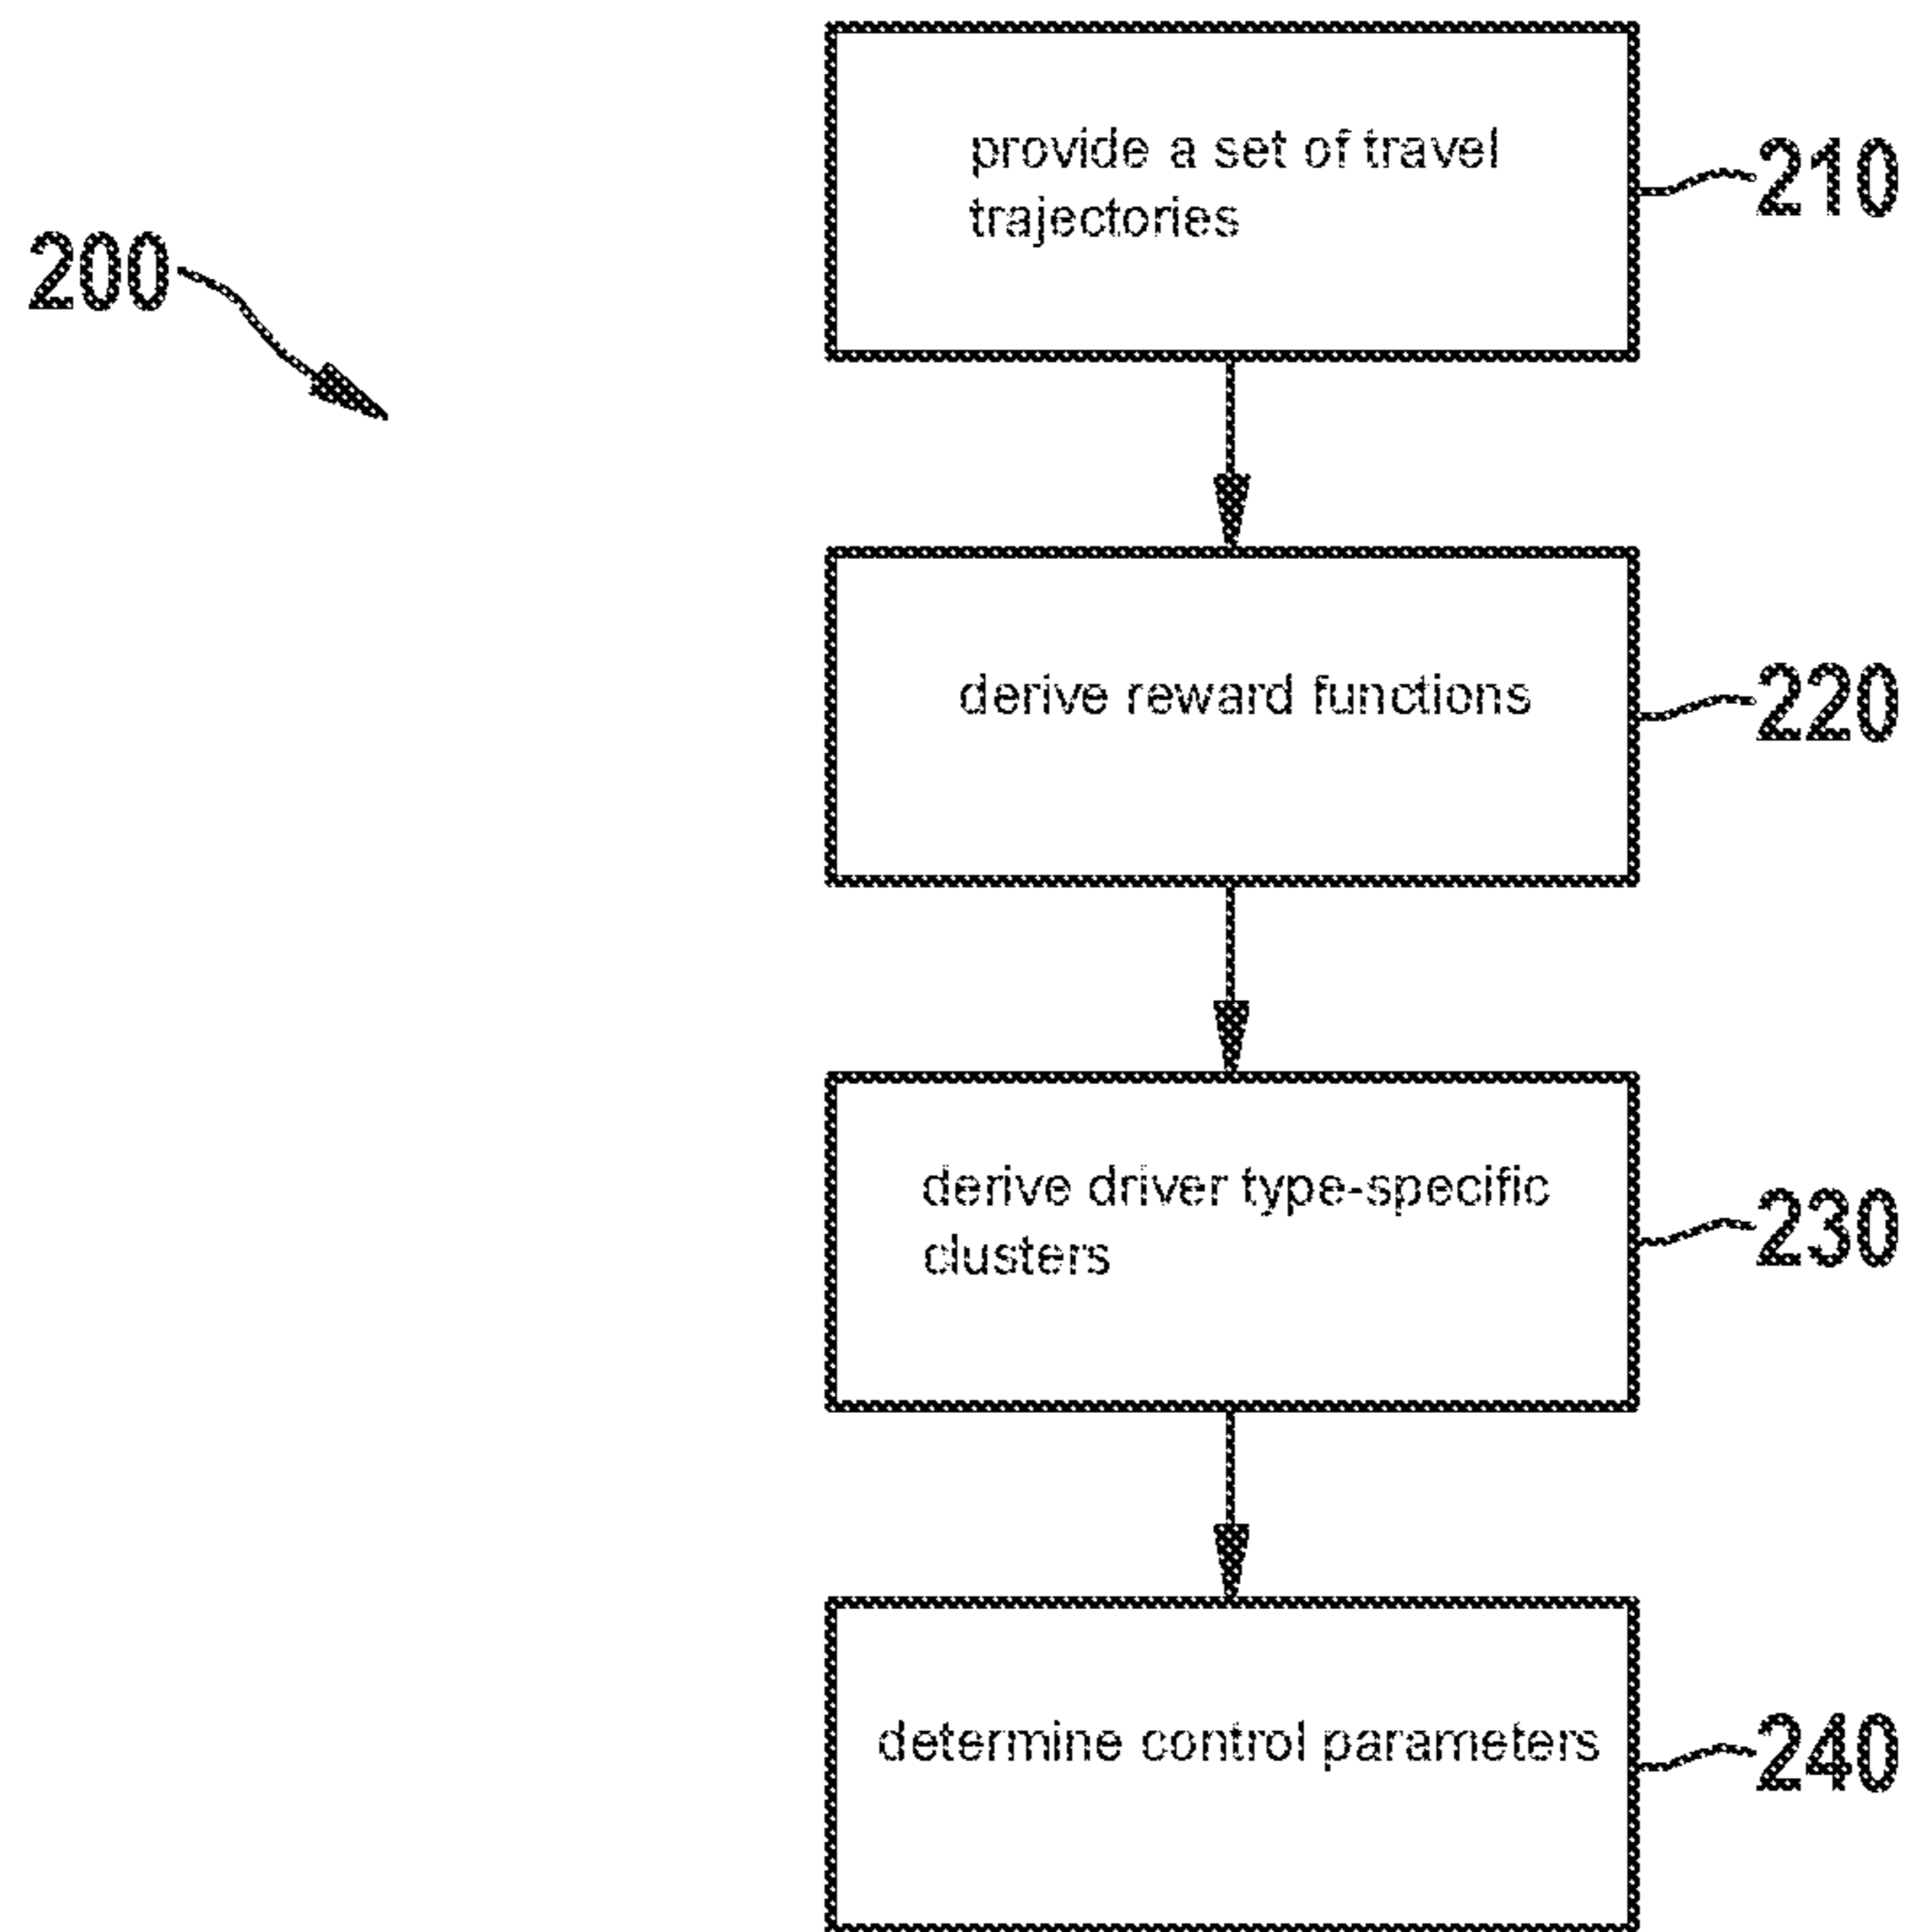 200
provide a set of travel
trajectories
210
derive reward functions
220
derive driver type-specific
clusters
230
determine control parameters
240